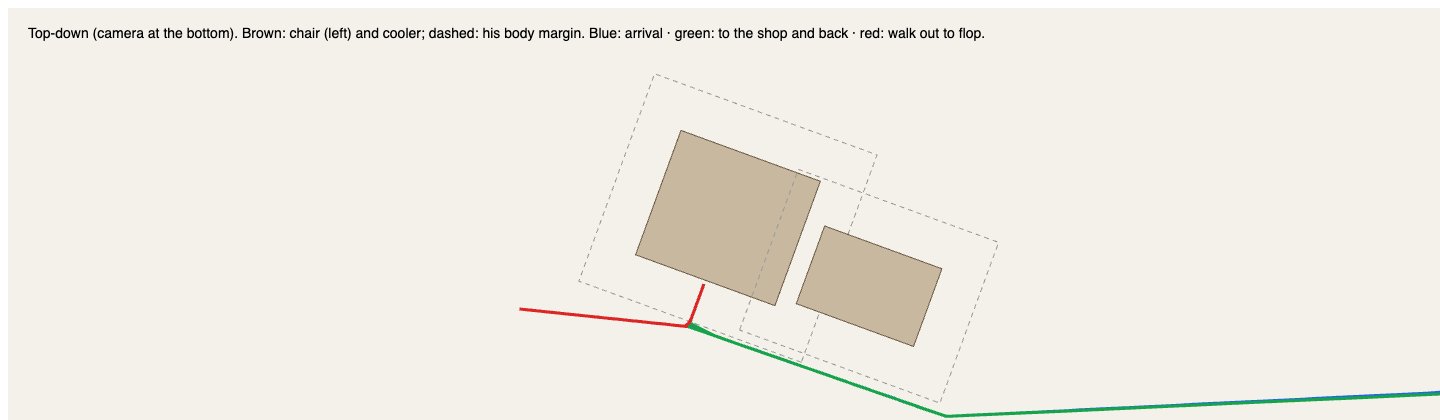 Top-down (camera at the bottom). Brown: chair (left) and cooler; dashed: his body margin. Blue: arrival · green: to the shop and back · red: walk out to flop.